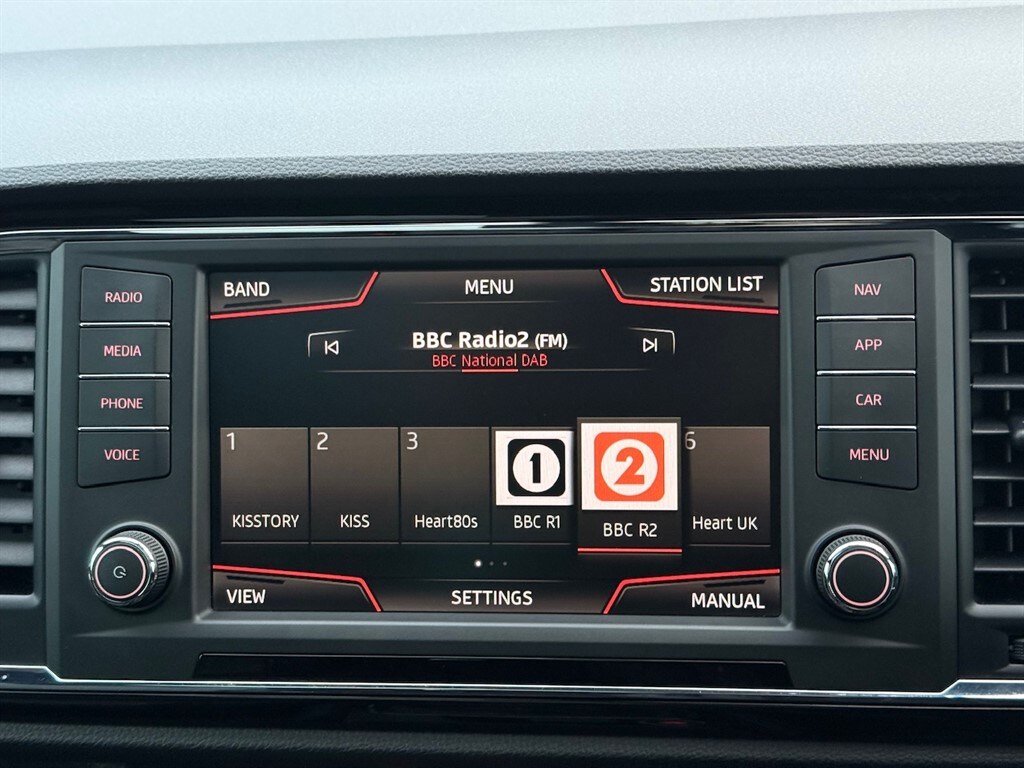 RADIO
MEDIA
PHONE
VOICE
BAND
MENU
STATION LIST
BBC Radio2 (FM)
BBC National DAB
1
KISSTORY
2
KISS
3
Heart80s
1
BBC R1
2
BBC R2
6
Heart UK
VIEW
SETTINGS
MANUAL
NAV
APP
CAR
MENU